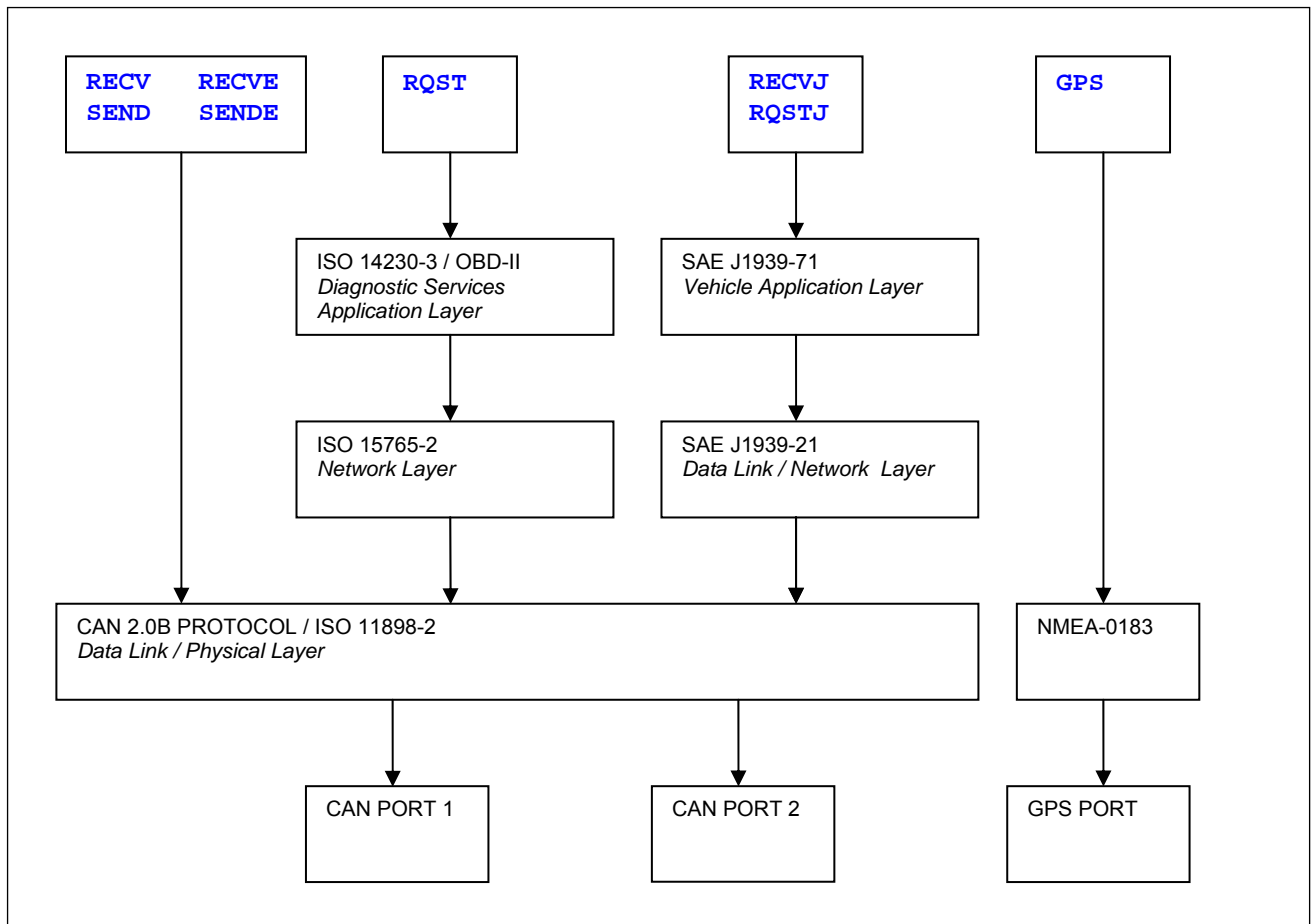 RECV RECVE
SEND SENDE
RQST
RECVJ
RQSTJ
GPS
ISO 14230-3 / OBD-II
Diagnostic Services
Application Layer
SAE J1939-71
Vehicle Application Layer
ISO 15765-2
Network Layer
SAE J1939-21
Data Link / Network Layer
CAN 2.0B PROTOCOL / ISO 11898-2
Data Link / Physical Layer
NMEA-0183
CAN PORT 1
CAN PORT 2
GPS PORT